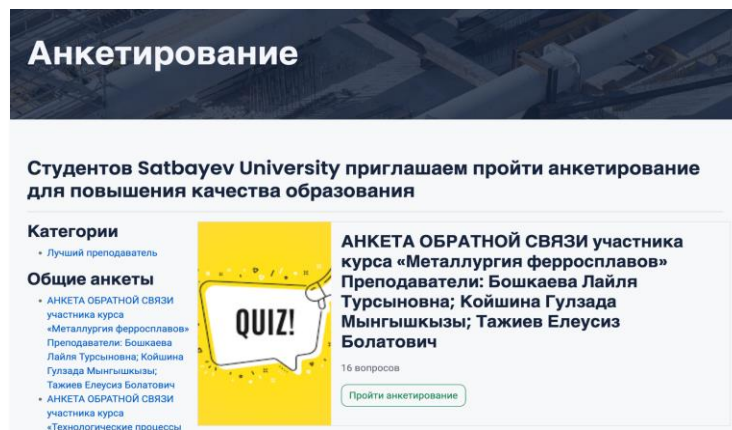 Анкетирование
Студентов Satbayev University приглашаем пройти анкетирование
для повышения качества образования
Категории
Лучший преподаватель
Общие анкеты
АНКЕТА ОБРАТНОЙ СВЯЗИ
участника курса
«Металлургия ферросплавов»
Преподаватели: Бошкаева
Лайля Турсыновна; Койшина
Гулзада Мынгышкызы;
Тажиев Елеусиз Болатович
АНКЕТА ОБРАТНОЙ СВЯЗИ
участника курса
«Технологические процессы
QUIZ!
АНКЕТА ОБРАТНОЙ СВЯЗИ участника
курса «Металлургия ферросплавов»
Преподаватели: Бошкаева Лайля
Турсыновна; Койшина Гулзада
Мынгышкызы; Тажиев Елеусиз
Болатович
16 вопросов
Пройти анкетирование